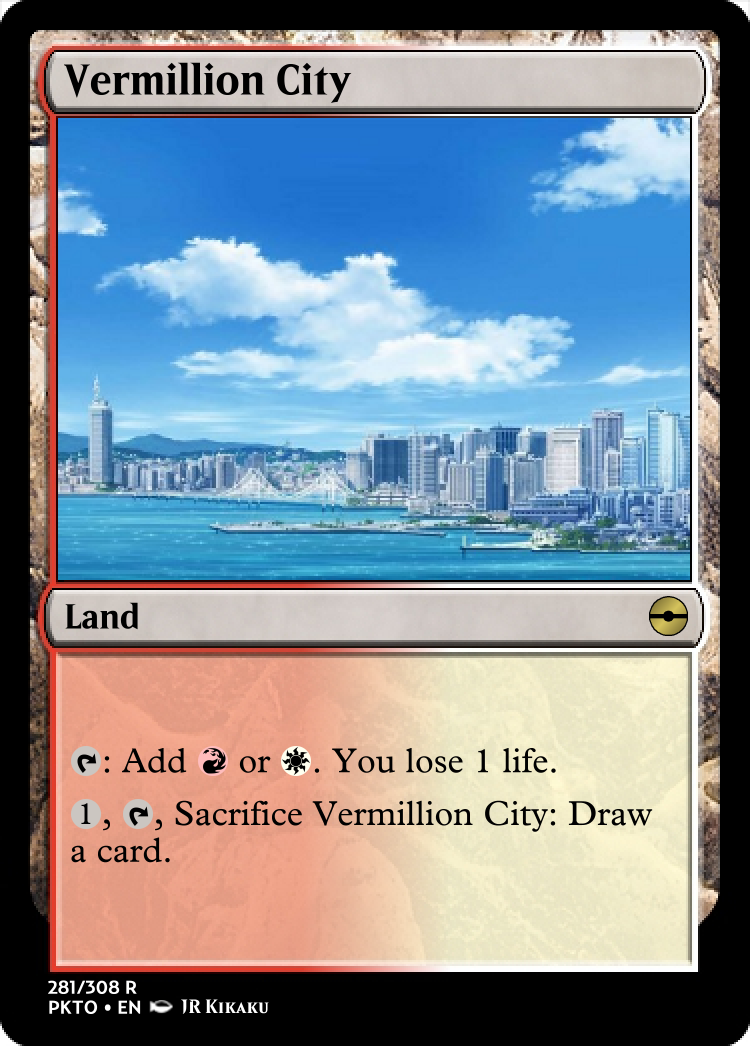 Vermillion City
Land
: Add or . You lose 1 life.
1, , Sacrifice Vermillion City: Draw
a card.
281/308 R
PKTO • EN JR Kikaku